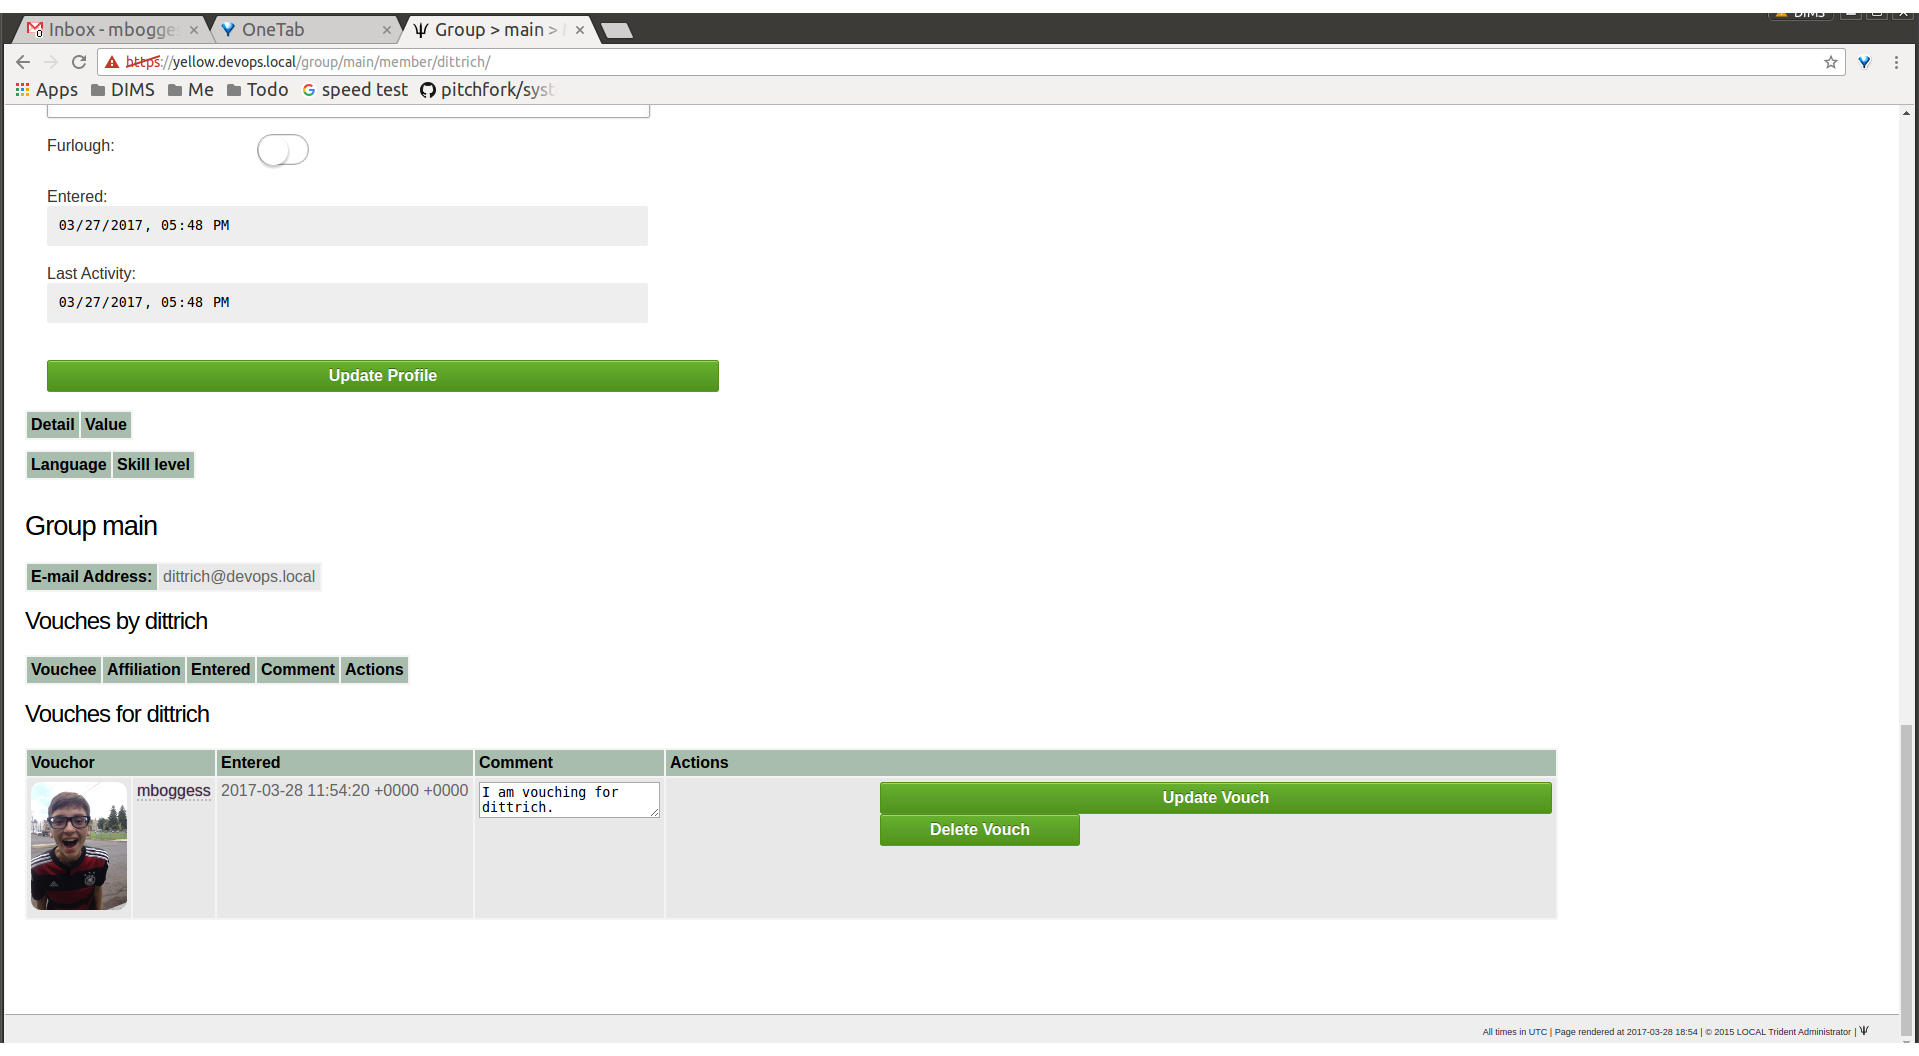 DIMS
Inbox - mbogge
OneTab
Group > main >
https://yellow.devops.local/group/main/member/dittrich/
Apps DIMS Me Todo speed test pitchfork/syst
Furlough:
Entered:
03/27/2017, 05:48 PM
Last Activity:
03/27/2017, 05:48 PM
Update Profile
Detail Value
Language Skill level
Group main
E-mail Address: dittrich@devops.local
Vouches by dittrich
Vouchee Affiliation Entered Comment Actions
Vouches for dittrich
Vouchor Entered Comment Actions
mboggess 2017-03-28 11:54:20 +0000 +0000 I am vouching for
dittrich.
Update Vouch
Delete Vouch
All times in UTC | Page rendered at 2017-03-28 18:54 | © 2015 LOCAL Trident Administrator | Ψ